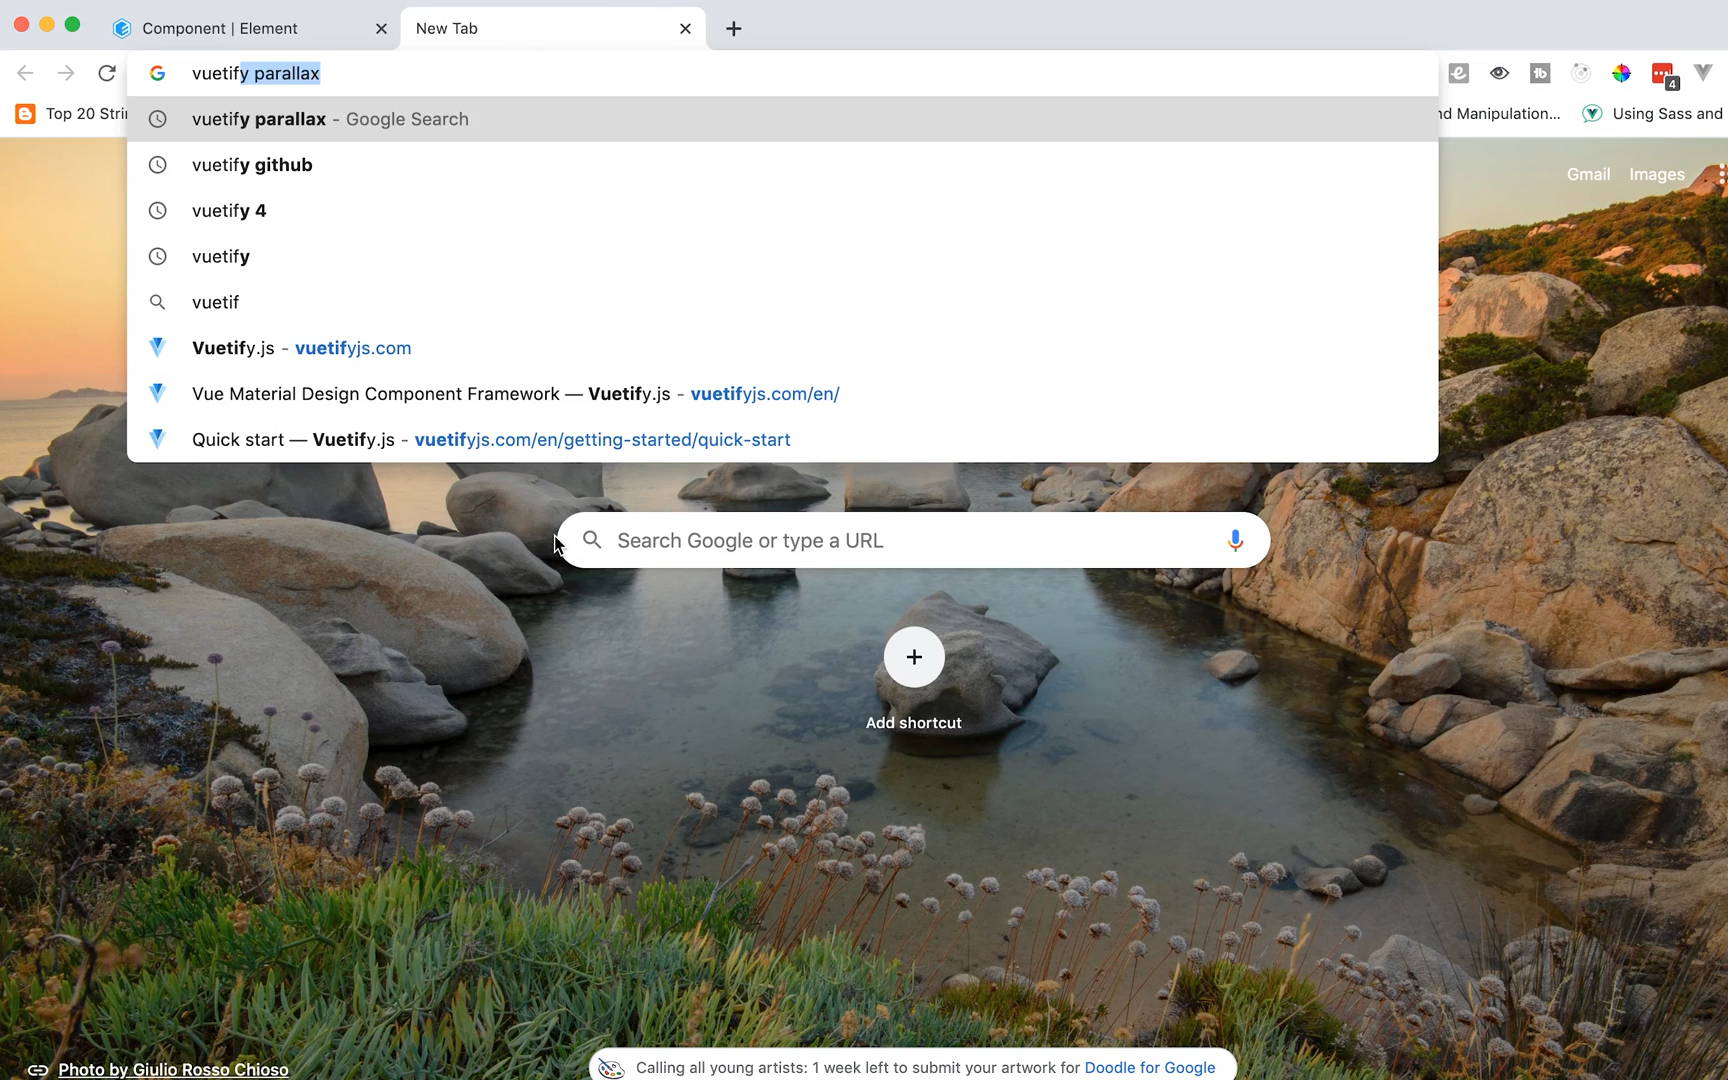 Component | Element
New Tab
vuetify parallax
Top 20 Stri
nd Manipulation...
Using Sass and
4
vuetify parallax - Google Search
vuetify github
vuetify 4
vuetify
vuetif
Vuetify.js - vuetifyjs.com
Vue Material Design Component Framework — Vuetify.js - vuetifyjs.com/en/
Quick start — Vuetify.js - vuetifyjs.com/en/getting-started/quick-start
Gmail Images
Search Google or type a URL
Add shortcut
Photo by Giulio Rosso Chioso
Calling all young artists: 1 week left to submit your artwork for Doodle for Google